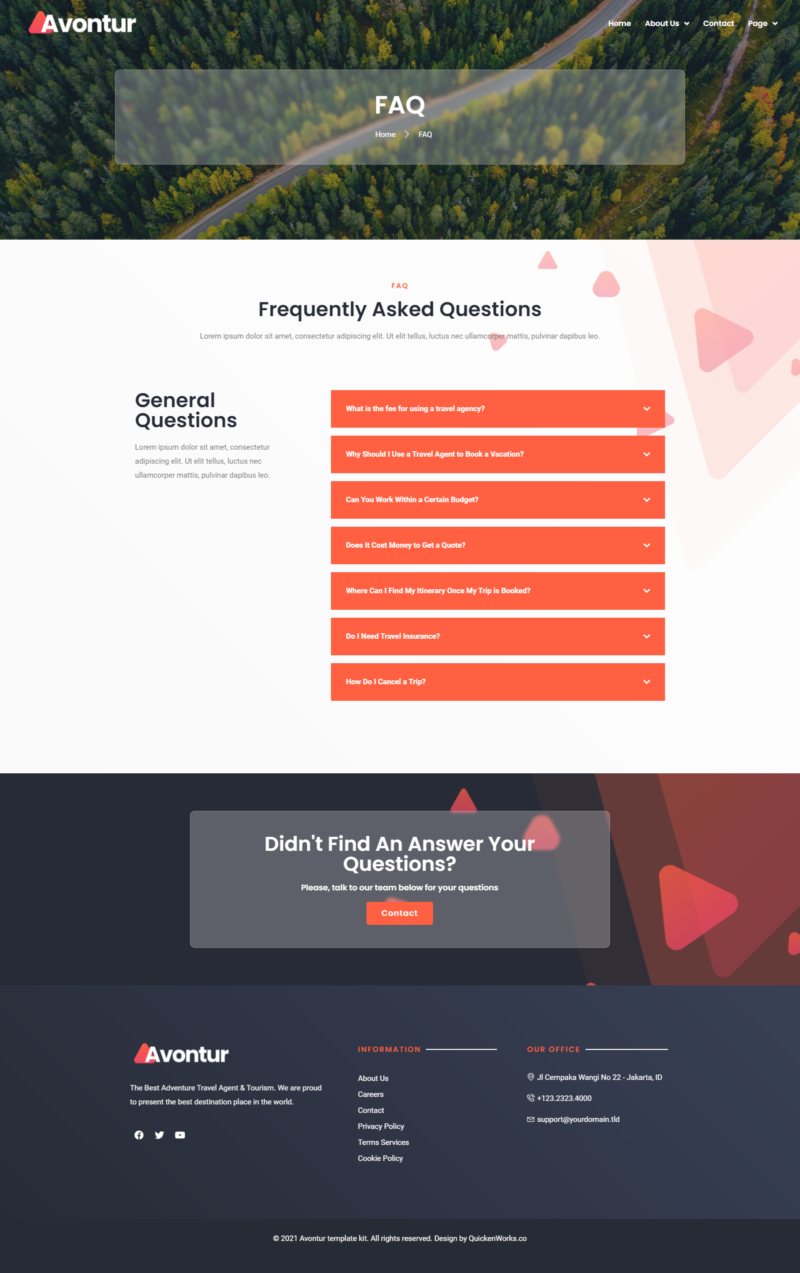 Avontur
Home About Us Contact Page
FAQ
Home FAQ
FAQ
Frequently Asked Questions
Lorem ipsum dolor sit amet, consectetur adipiscing elit. Ut elit tellus, luctus nec ullamcorper mattis, pulvinar dapibus leo.
General
Questions
Lorem ipsum dolor sit amet, consectetur
adipiscing elit. Ut elit tellus, luctus nec
ullamcorper mattis, pulvinar dapibus leo.
What is the fee for using a travel agency?
Why Should I Use a Travel Agent to Book a Vacation?
Can You Work Within a Certain Budget?
Does It Cost Money to Get a Quote?
Where Can I Find My Itinerary Once My Trip is Booked?
Do I Need Travel Insurance?
How Do I Cancel a Trip?
Didn't Find An Answer Your
Questions?
Please, talk to our team below for your questions
Contact
Avontur
The Best Adventure Travel Agent & Tourism. We are proud
to present the best destination place in the world.
INFORMATION
About Us
Careers
Contact
Privacy Policy
Terms Services
Cookie Policy
OUR OFFICE
Jl Cempaka Wangi No 22 - Jakarta, ID
+123.2323.4000
support@yourdomain.tld
© 2021 Avontur template kit. All rights reserved. Design by QuickenWorks.co